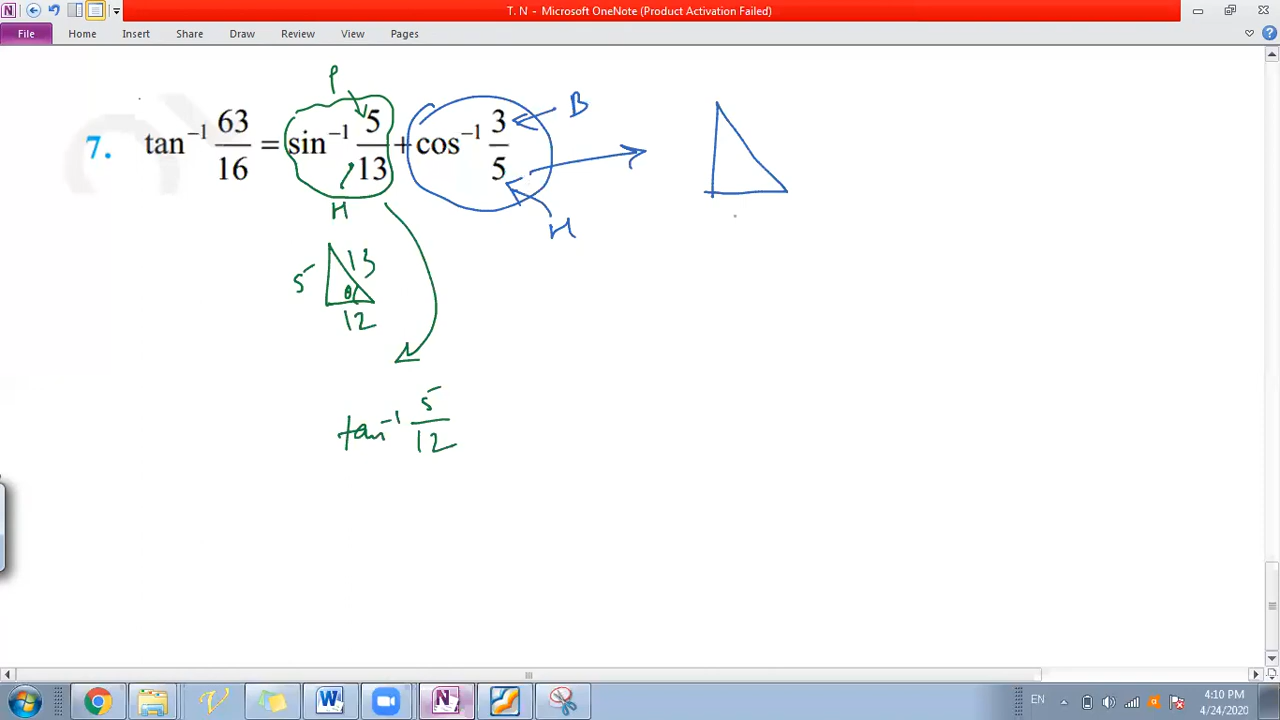 T. N - Microsoft OneNote (Product Activation Failed)
File Home Insert Share Draw Review View Pages
P
7. tan⁻¹ 63/16 = sin⁻¹ 5/13 + cos⁻¹ 3/5
B
H
H
5 13
θ
12
tan⁻¹ 5/12
EN 4:10 PM
4/24/2020